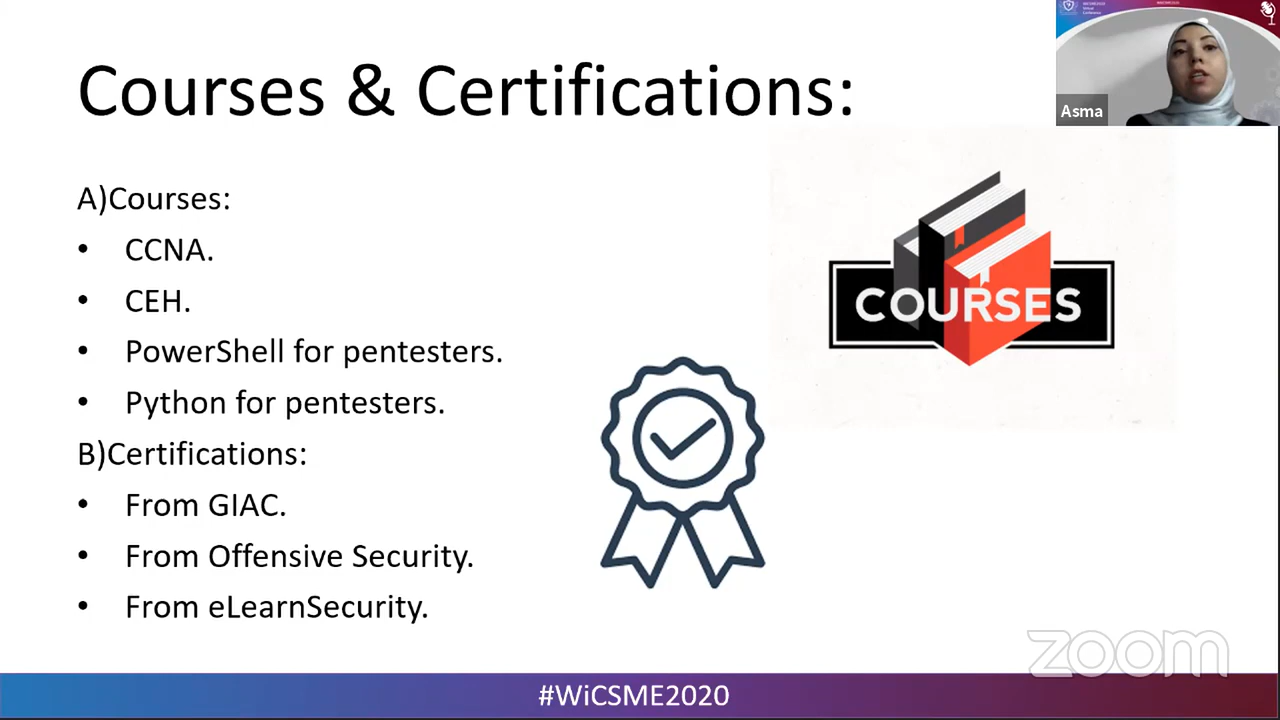 Courses & Certifications:
Asma
A)Courses:
• CCNA.
• CEH.
• PowerShell for pentesters.
• Python for pentesters.
B)Certifications:
• From GIAC.
• From Offensive Security.
• From eLearnSecurity.
COURSES
zoom
#WiCSME2020